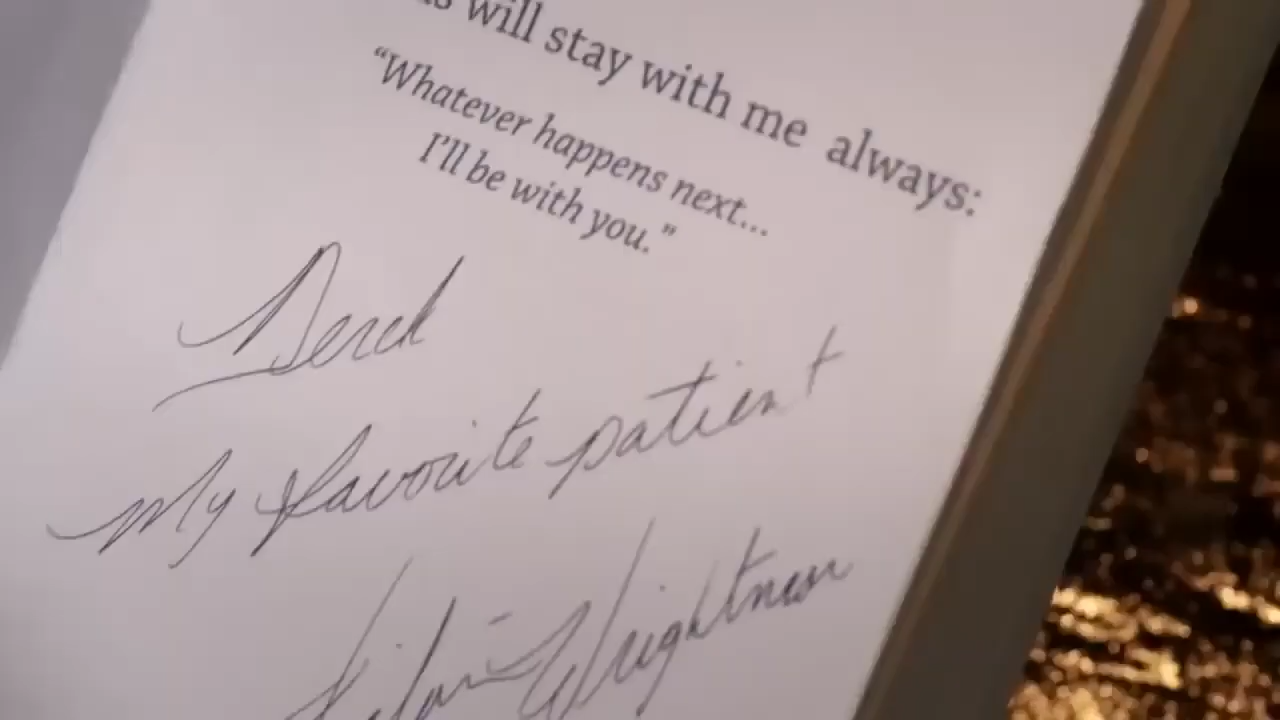 will stay with me always:
“Whatever happens next...
I'll be with you.”
Derek
My favorite patient